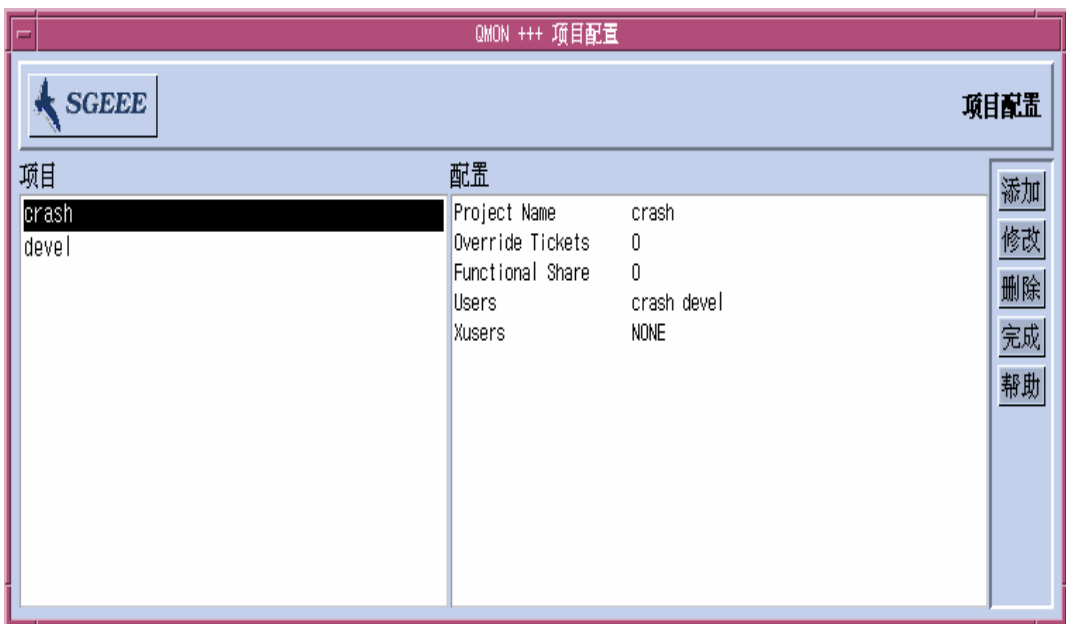 QMON +++ 项目配置
SGEEE
项目配置
项目
crash
devel
配置
Project Name crash
Override Tickets 0
Functional Share 0
Users crash devel
Xusers NONE
添加
修改
删除
完成
帮助